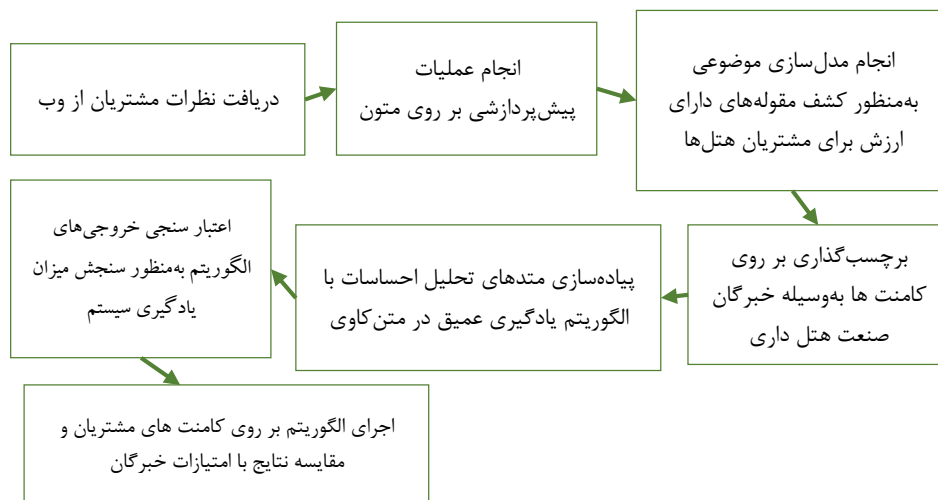 دریافت نظرات مشتریان از وب
انجام عملیات
پیش‌پردازشی بر روی متون
انجام مدل‌سازی موضوعی
به‌منظور کشف مقوله‌های دارای
ارزش برای مشتریان هتل‌ها
برچسب‌گذاری بر روی
کامنت ها به‌وسیله خبرگان
صنعت هتل داری
پیاده‌سازی متدهای تحلیل احساسات با
الگوریتم یادگیری عمیق در متن‌کاوی
اعتبار سنجی خروجی‌های
الگوریتم به‌منظور سنجش میزان
یادگیری سیستم
اجرای الگوریتم بر روی کامنت های مشتریان و
مقایسه نتایج با امتیازات خبرگان